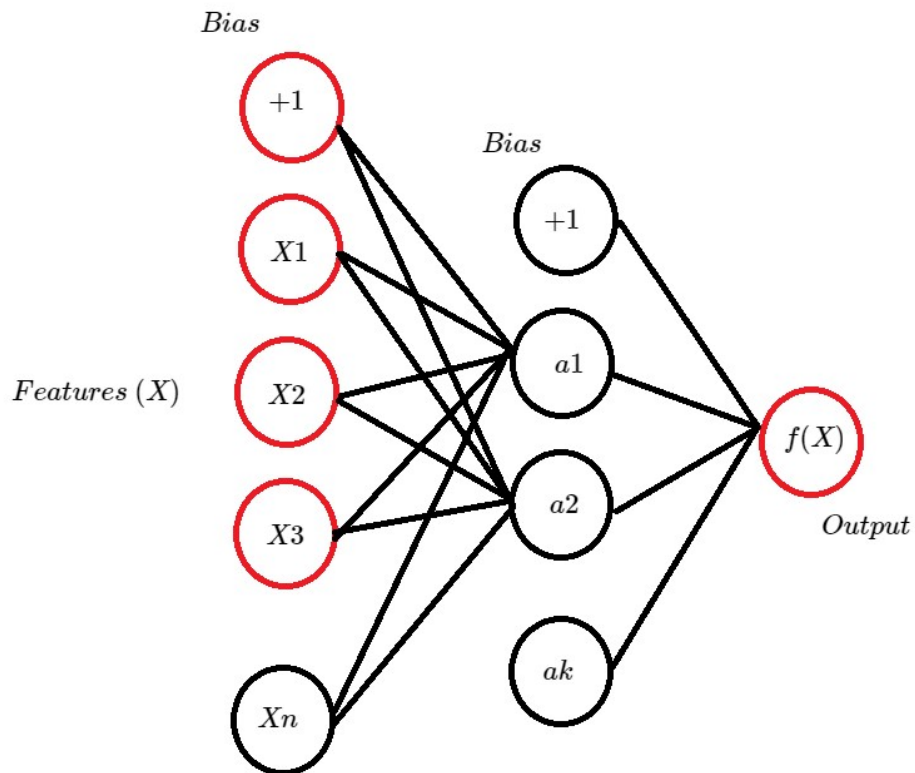 Bias
+1
Bias
X1
+1
a1
Features (X)
X2
f(X)
a2
X3
Output
ak
Xn